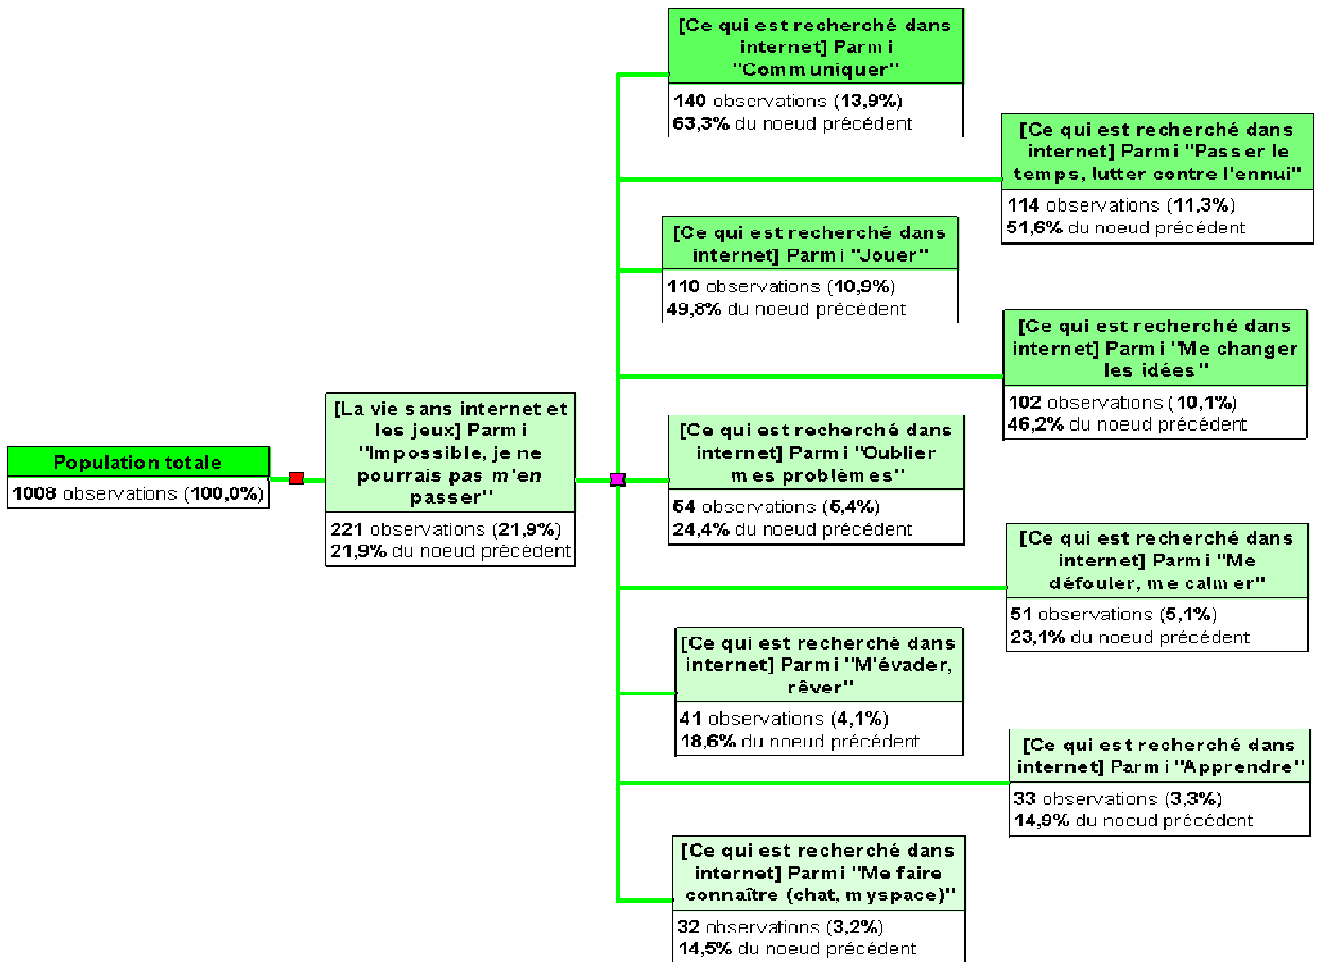 Population totale
1008 observations (100,0%)
[La vie sans internet et
les jeux] Parmi
"Impossible, je ne
pourrais pas m'en
passer"
221 observations (21,9%)
21,9% du noeud précédent
[Ce qui est recherché dans
internet] Parmi
"Communiquer"
140 observations (13,9%)
63,3% du noeud précédent
[Ce qui est recherché dans
internet] Parmi "Passer le
temps, lutter contre l'ennui"
114 observations (11,3%)
51,6% du noeud précédent
[Ce qui est recherché dans
internet] Parmi "Jouer"
110 observations (10,9%)
49,8% du noeud précédent
[Ce qui est recherché dans
internet] Parmi "Me changer
les idées"
102 observations (10,1%)
46,2% du noeud précédent
[Ce qui est recherché dans
internet] Parmi "Oublier
mes problèmes"
54 observations (5,4%)
24,4% du noeud précédent
[Ce qui est recherché dans
internet] Parmi "Me
défouler, me calmer"
51 observations (5,1%)
23,1% du noeud précédent
[Ce qui est recherché dans
internet] Parmi "M'évader,
rêver"
41 observations (4,1%)
18,6% du noeud précédent
[Ce qui est recherché dans
internet] Parmi "Apprendre"
33 observations (3,3%)
14,9% du noeud précédent
[Ce qui est recherché dans
internet] Parmi "Me faire
connaître (chat, myspace)"
32 observations (3,2%)
14,5% du noeud précédent